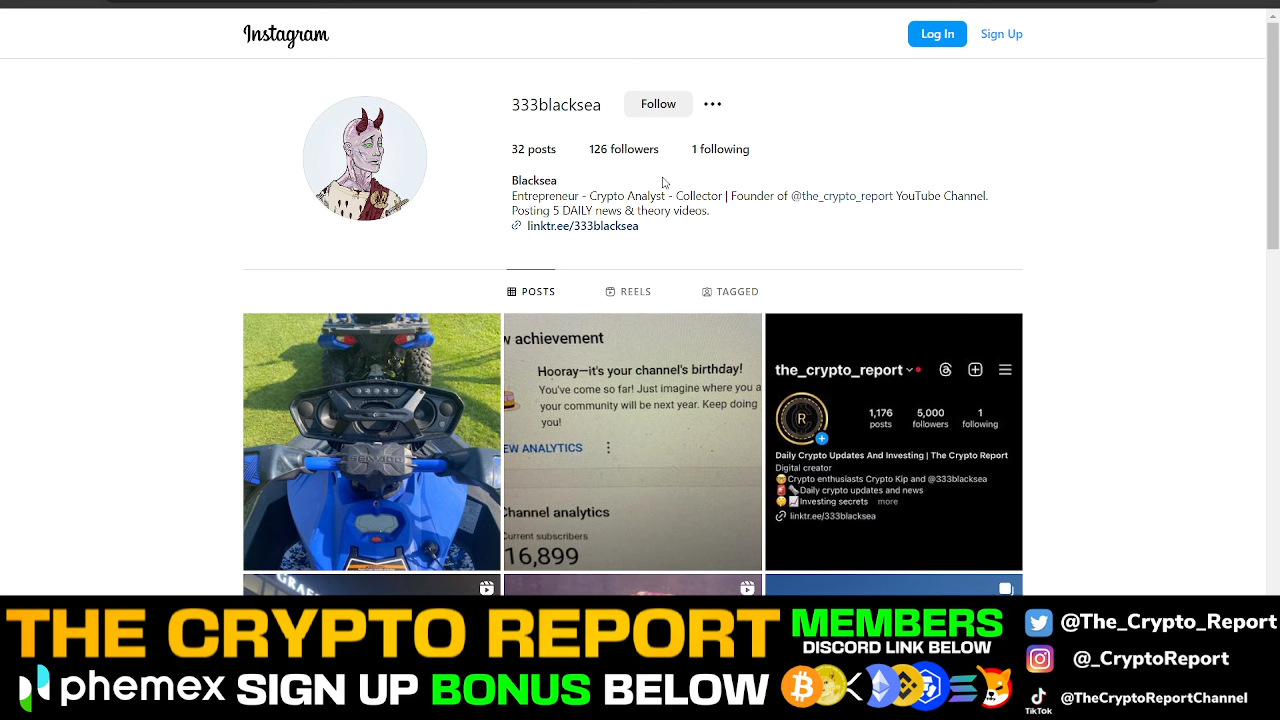 Instagram
Log In
Sign Up
333blacksea
Follow
32 posts
126 followers
1 following
Blacksea
Entrepreneur - Crypto Analyst - Collector | Founder of @the_crypto_report YouTube Channel.
Posting 5 DAILY news & theory videos.
linktr.ee/333blacksea
POSTS
REELS
TAGGED
w achievement
Hooray—it's your channel's birthday!
You've come so far! Just imagine where you a
your community will be next year. Keep doing
you!
EW ANALYTICS
Channel analytics
Current subscribers
16,899
the_crypto_report
1,176
posts
5,000
followers
1
following
Daily Crypto Updates And Investing | The Crypto Report
Digital creator
Crypto enthusiasts Crypto Kip and @333blacksea
Daily crypto updates and news
Investing secrets more
linktr.ee/333blacksea
THE CRYPTO REPORT
MEMBERS
DISCORD LINK BELOW
phemex SIGN UP BONUS BELOW
@The_Crypto_Report
@_CryptoReport
TikTok
@TheCryptoReportChannel